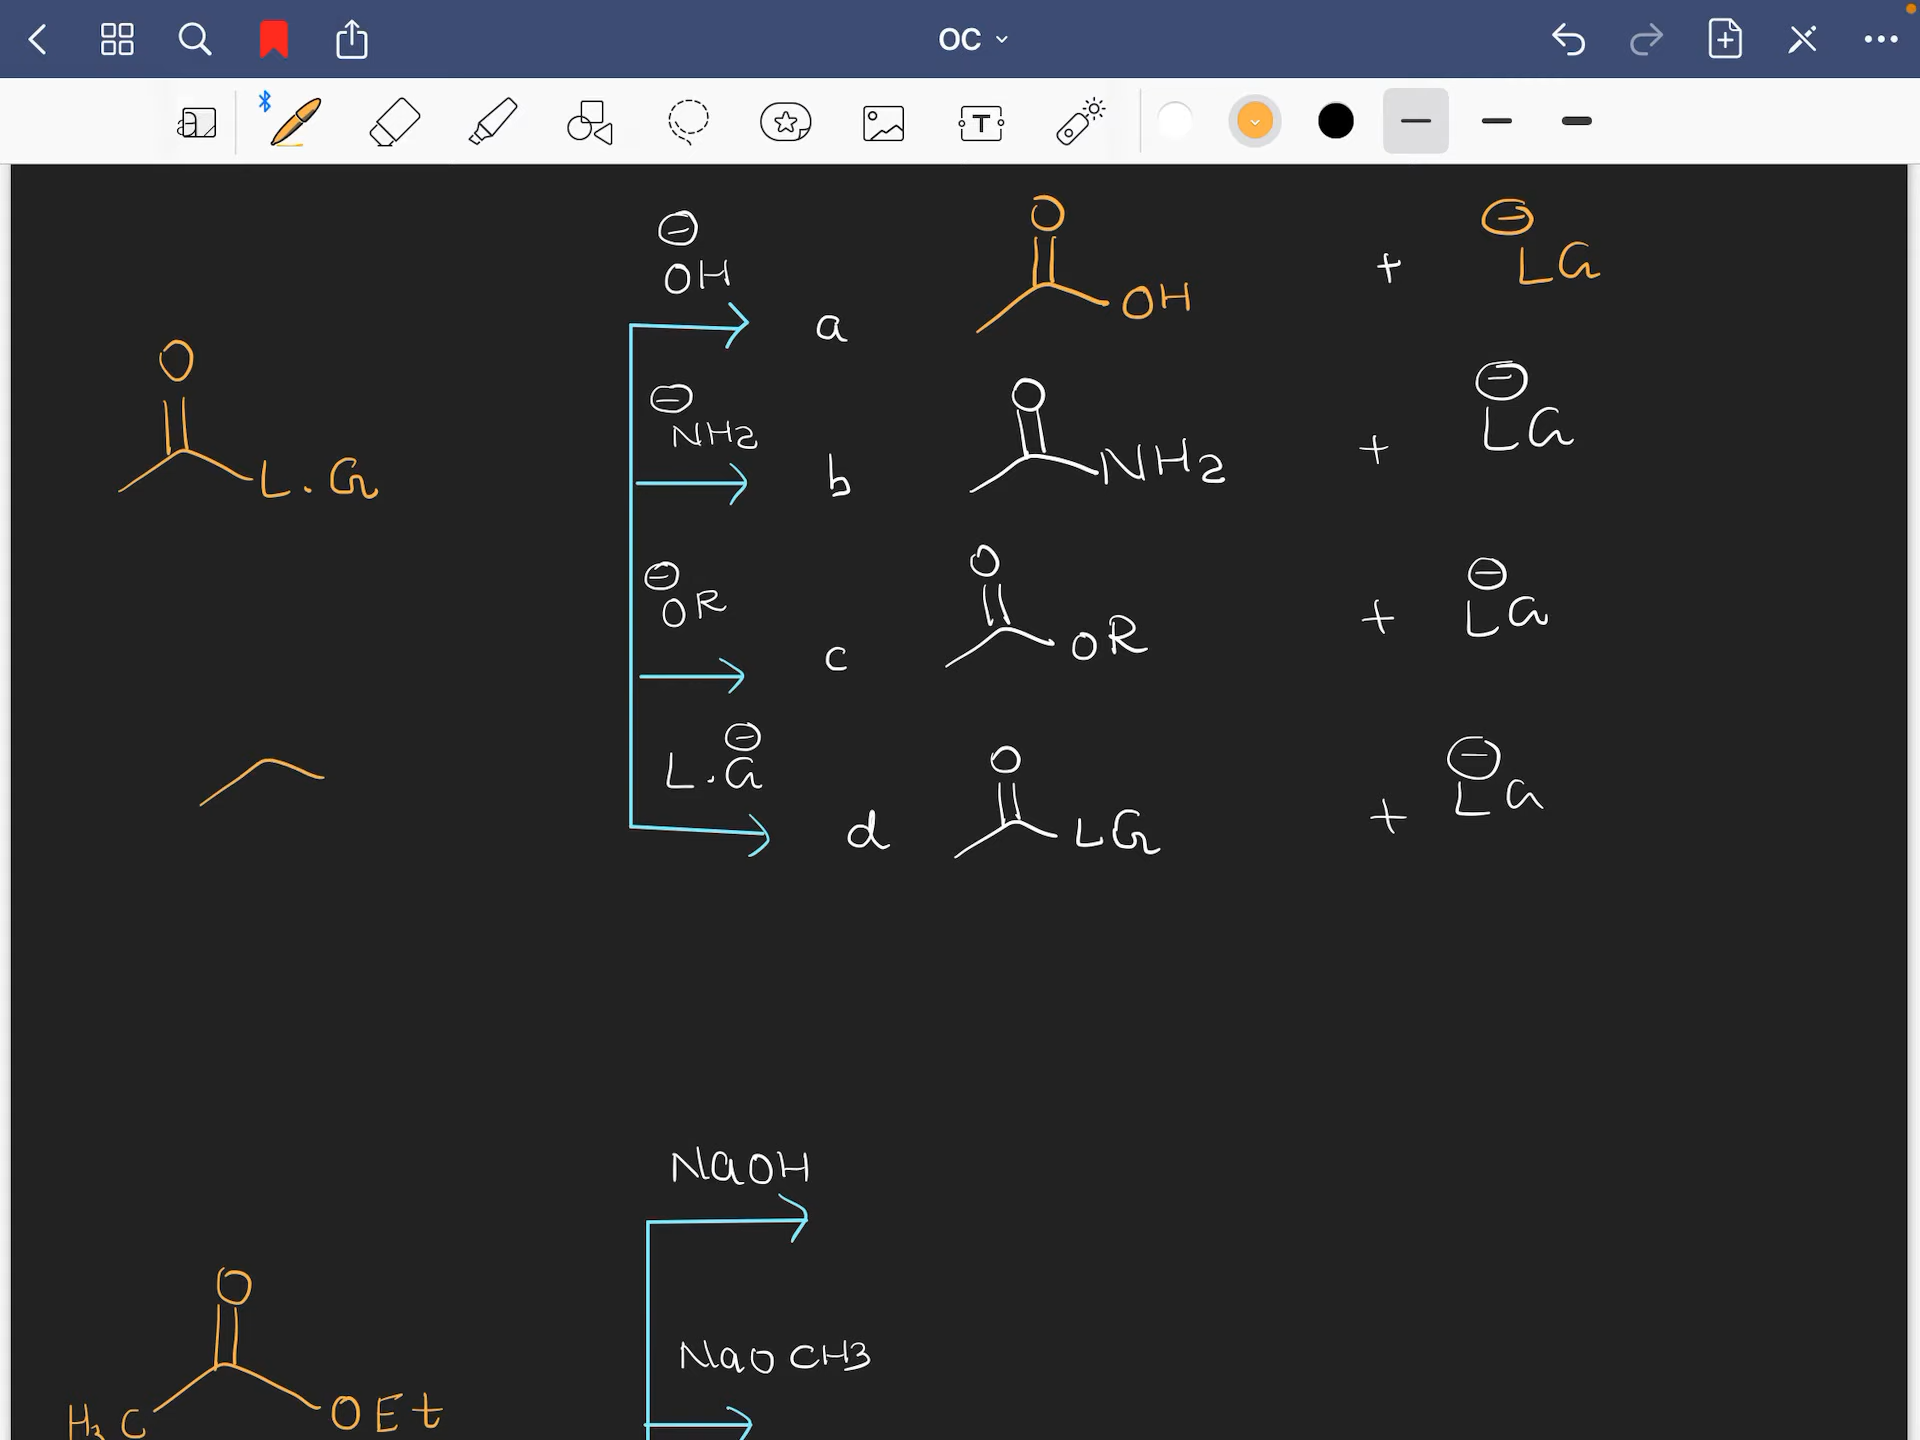 OC
⊖
OH
O
⊖
+ LG
OH
a
O
L.G
⊖
NH2
b
O
NH2
⊖
+ LG
⊖
OR
c
O
OR
⊖
+ LG
⊖
L.G
d
O
LG
⊖
+ LG
NaOH
O
NaOCH3
H3C OEt